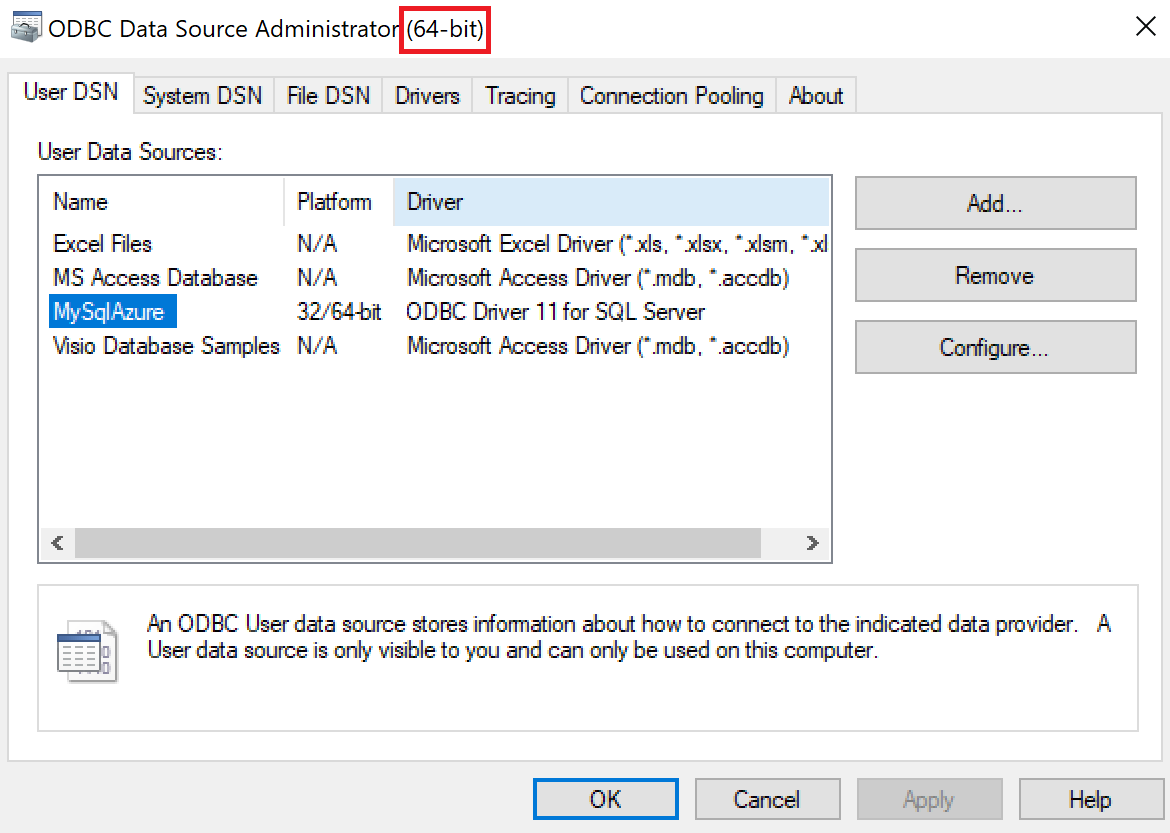 ODBC Data Source Administrator (64-bit)
User DSN System DSN File DSN Drivers Tracing Connection Pooling About
User Data Sources:
Name Platform Driver
Excel Files N/A Microsoft Excel Driver (*.xls, *.xlsx, *.xlsm, *.xl
MS Access Database N/A Microsoft Access Driver (*.mdb, *.accdb)
MySqlAzure 32/64-bit ODBC Driver 11 for SQL Server
Visio Database Samples N/A Microsoft Access Driver (*.mdb, *.accdb)
Add...
Remove
Configure...
An ODBC User data source stores information about how to connect to the indicated data provider. A
User data source is only visible to you and can only be used on this computer.
OK Cancel Apply Help